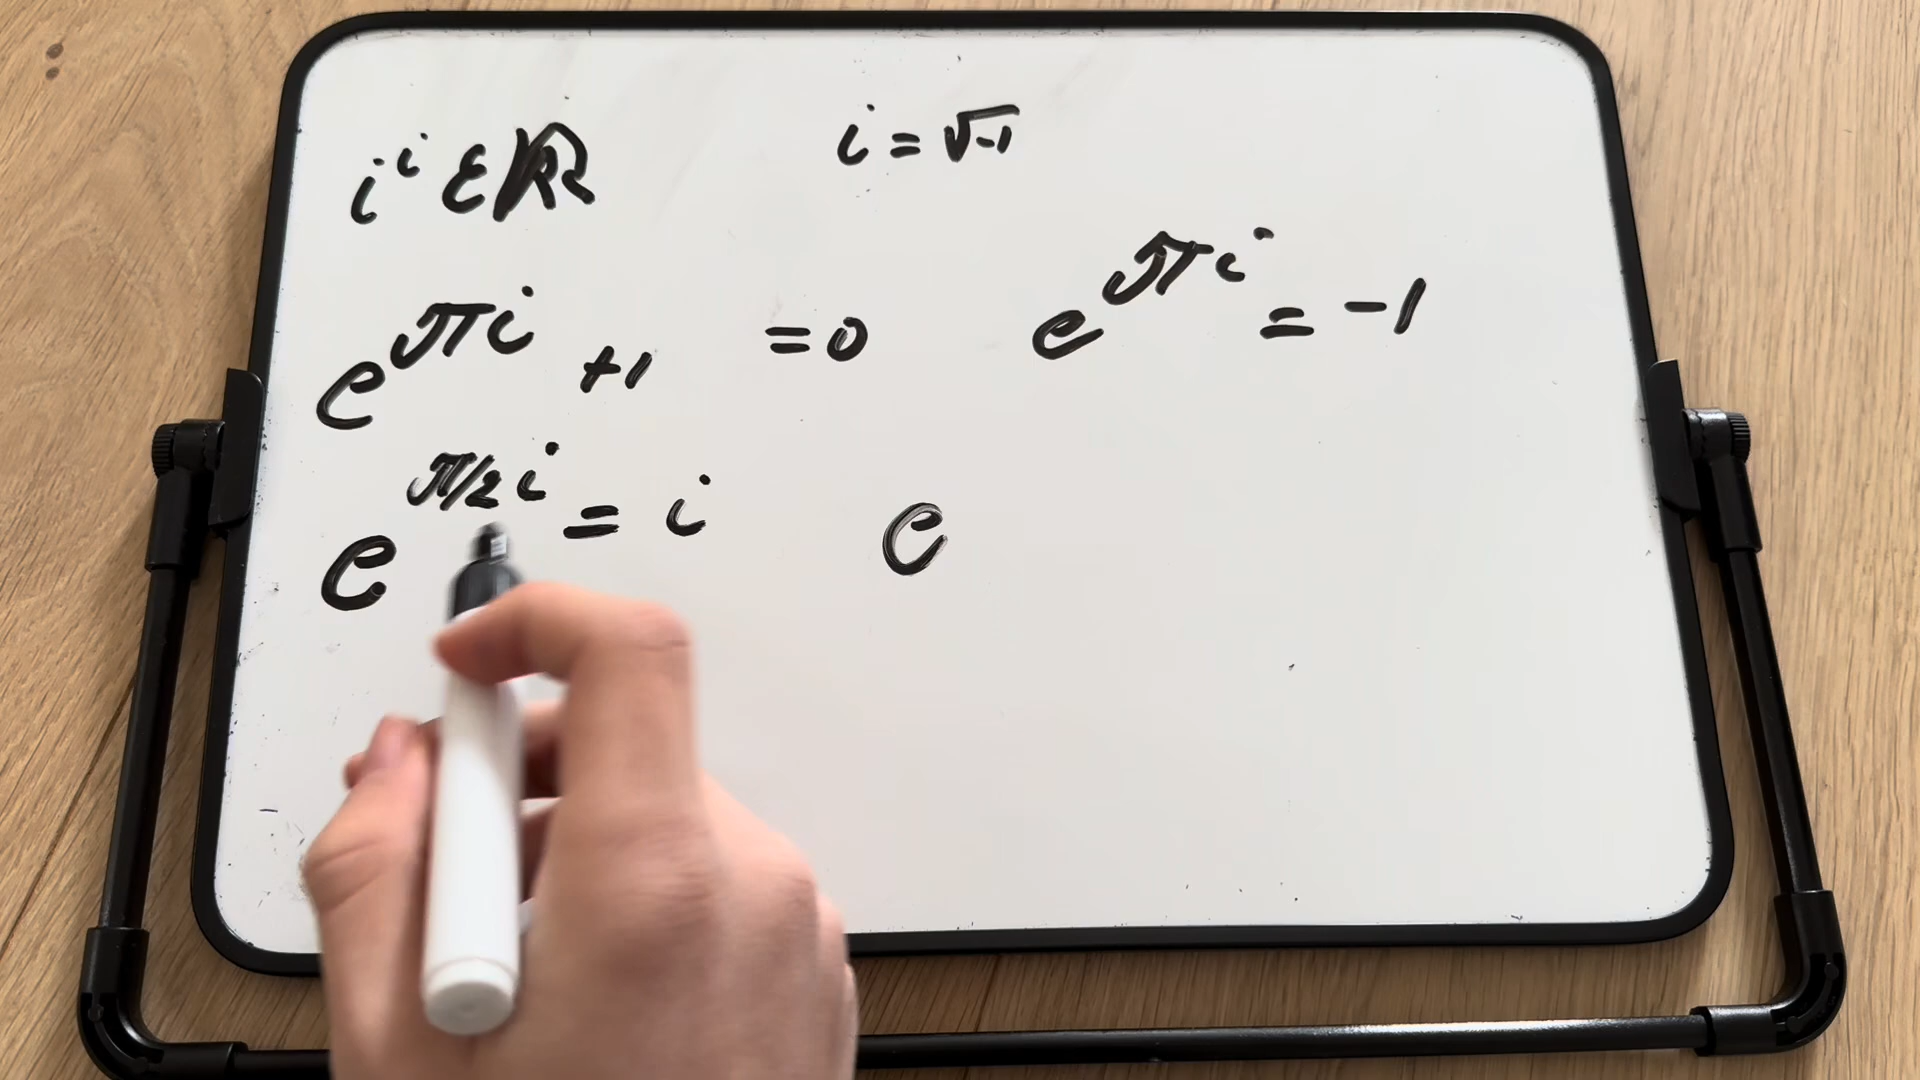 i^i ∈ ℝ    i = √-1
e^{πi} + 1 = 0    e^{πi} = -1
e^{π/2 i} = i    e